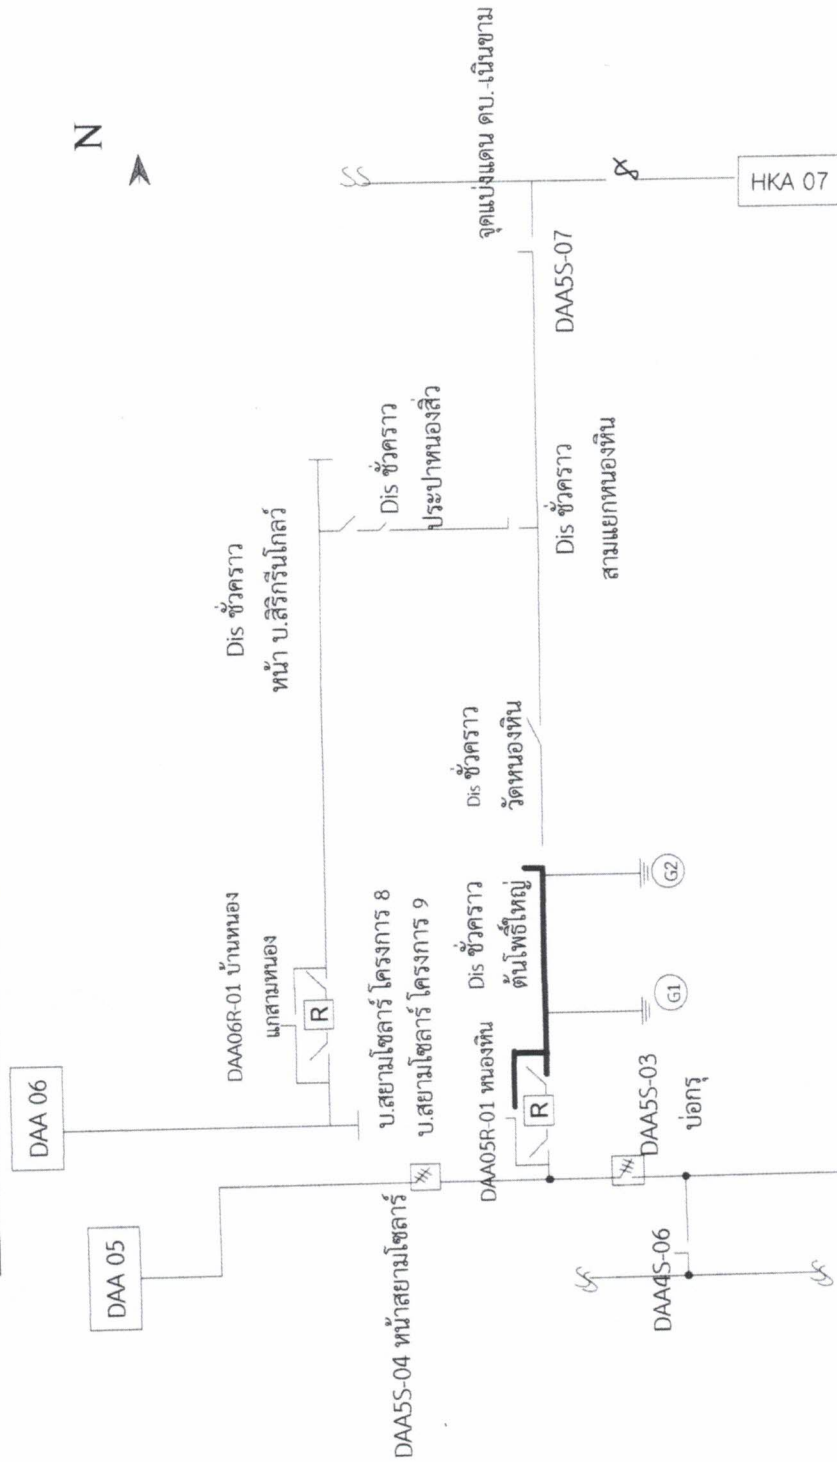 N
DAA 06
DAA 05
DAA06R-01 บ้านหนอง
แกสามหนอง
R
Dis ชั่วคราว
หน้า บ.สิริกรีนโกลว์
Dis ชั่วคราว
ประปาหนองสิ่ว
จุดแบ่งแดน ดบ.-เนินขาม
DAA5S-04 หน้าสยามโซลาร์
บ.สยามโซลาร์ โครงการ 8
บ.สยามโซลาร์ โครงการ 9
DAA05R-01 หนองหิน
R
Dis ชั่วคราว
ต้นโพธิ์ใหญ่
Dis ชั่วคราว
วัดหนองหิน
Dis ชั่วคราว
สามแยกหนองหิน
DAA5S-07
HKA 07
G1
G2
DAA5S-03
บ่อกรุ
DAA4S-06